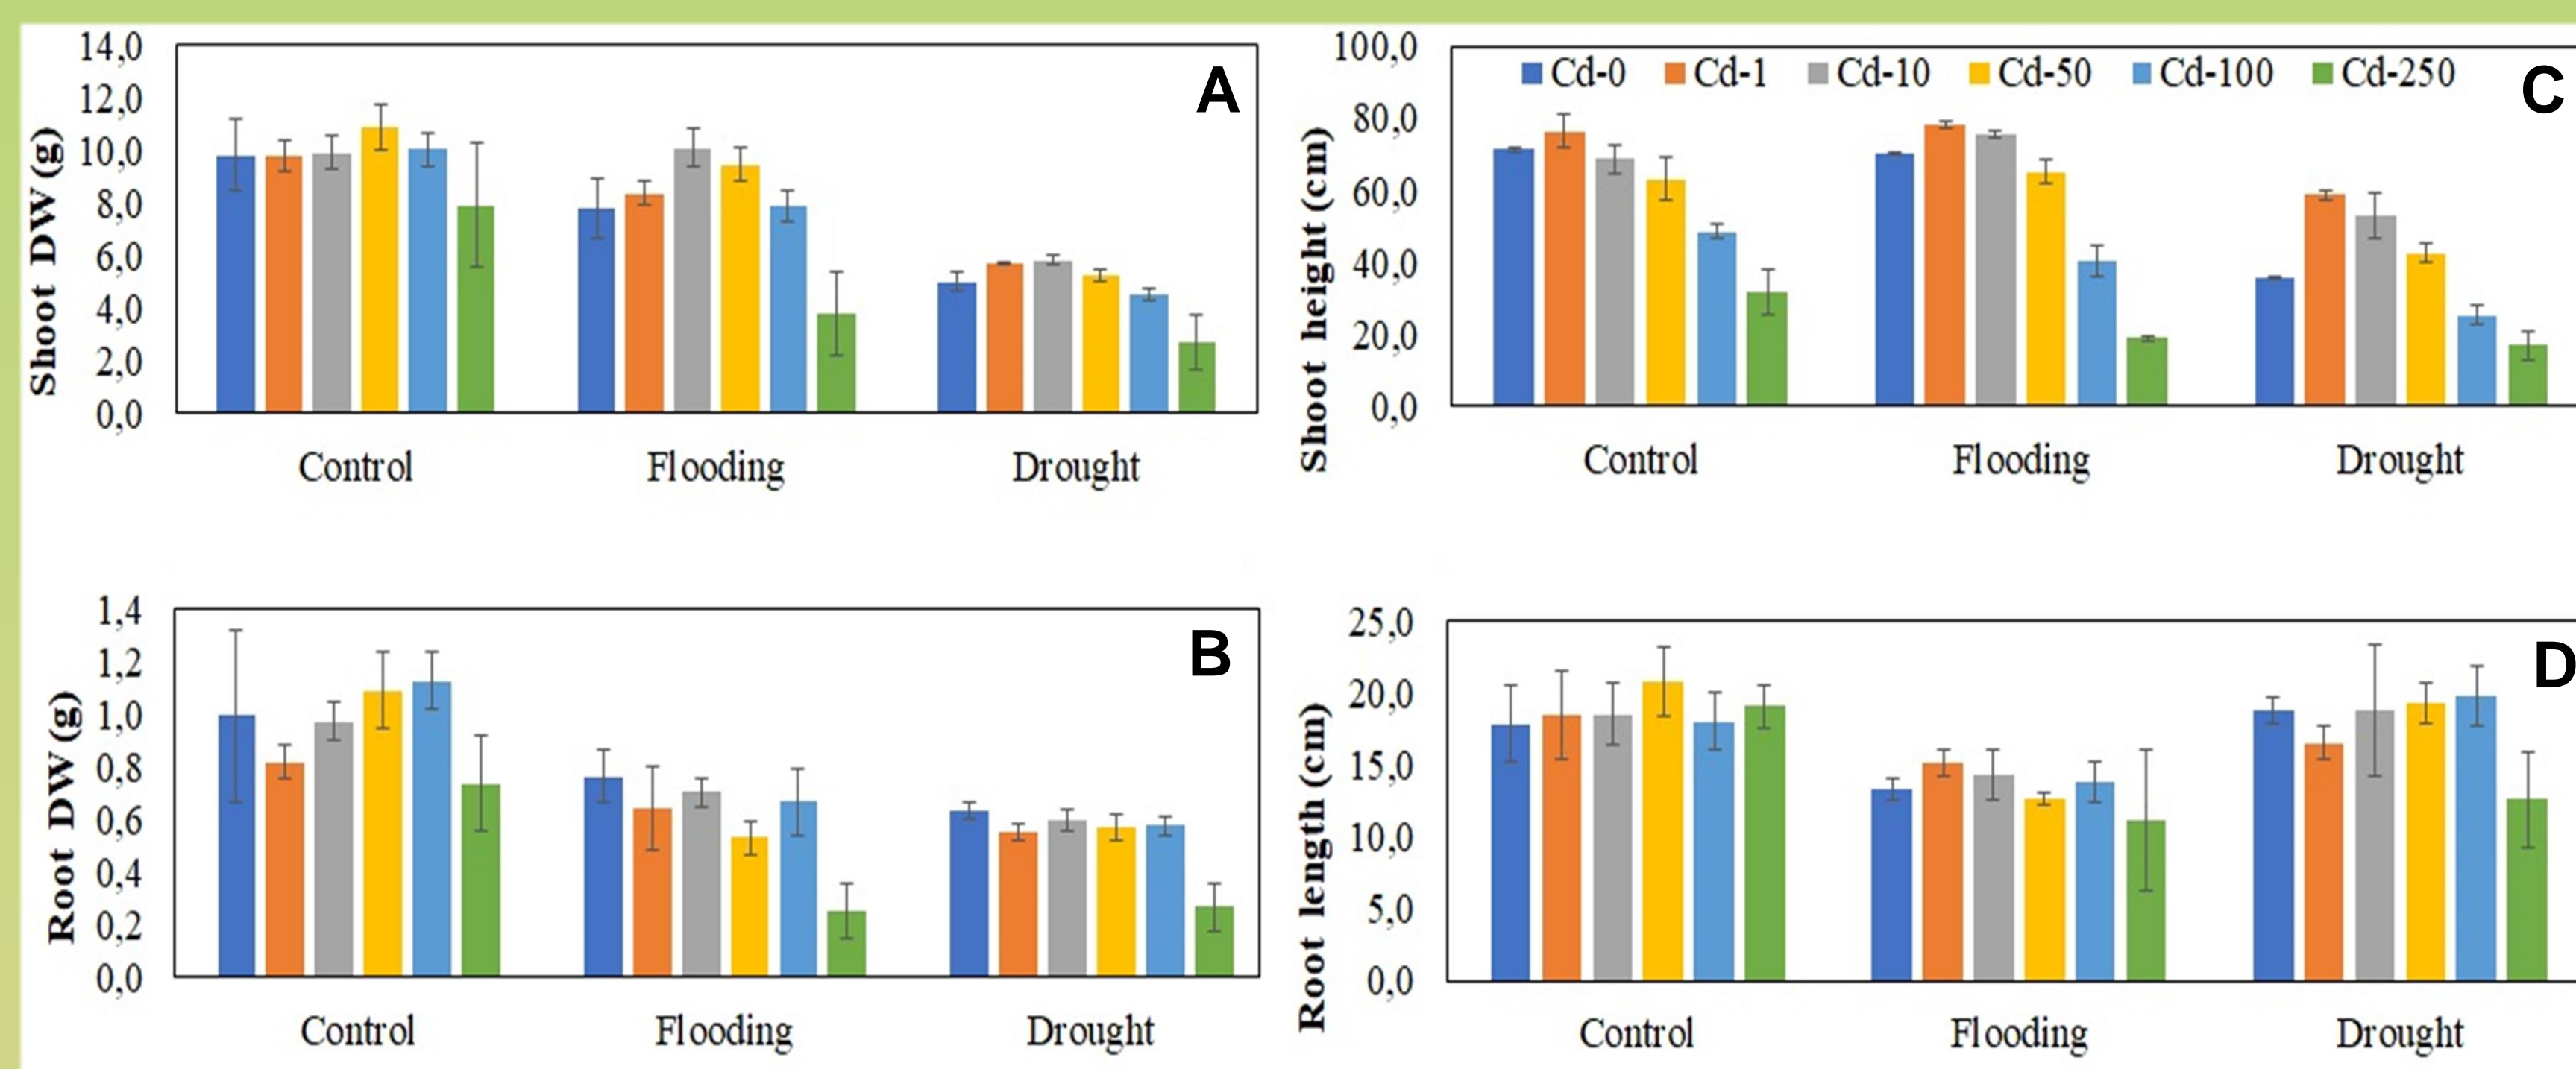 14,0
12,0
10,0
8,0
6,0
4,0
2,0
0,0
Shoot DW (g)
A
Control Flooding Drought
100,0
80,0
60,0
40,0
20,0
0,0
Shoot height (cm)
Cd-0 Cd-1 Cd-10 Cd-50 Cd-100 Cd-250
C
Control Flooding Drought
1,4
1,2
1,0
0,8
0,6
0,4
0,2
0,0
Root DW (g)
B
Control Flooding Drought
25,0
20,0
15,0
10,0
5,0
0,0
Root length (cm)
D
Control Flooding Drought